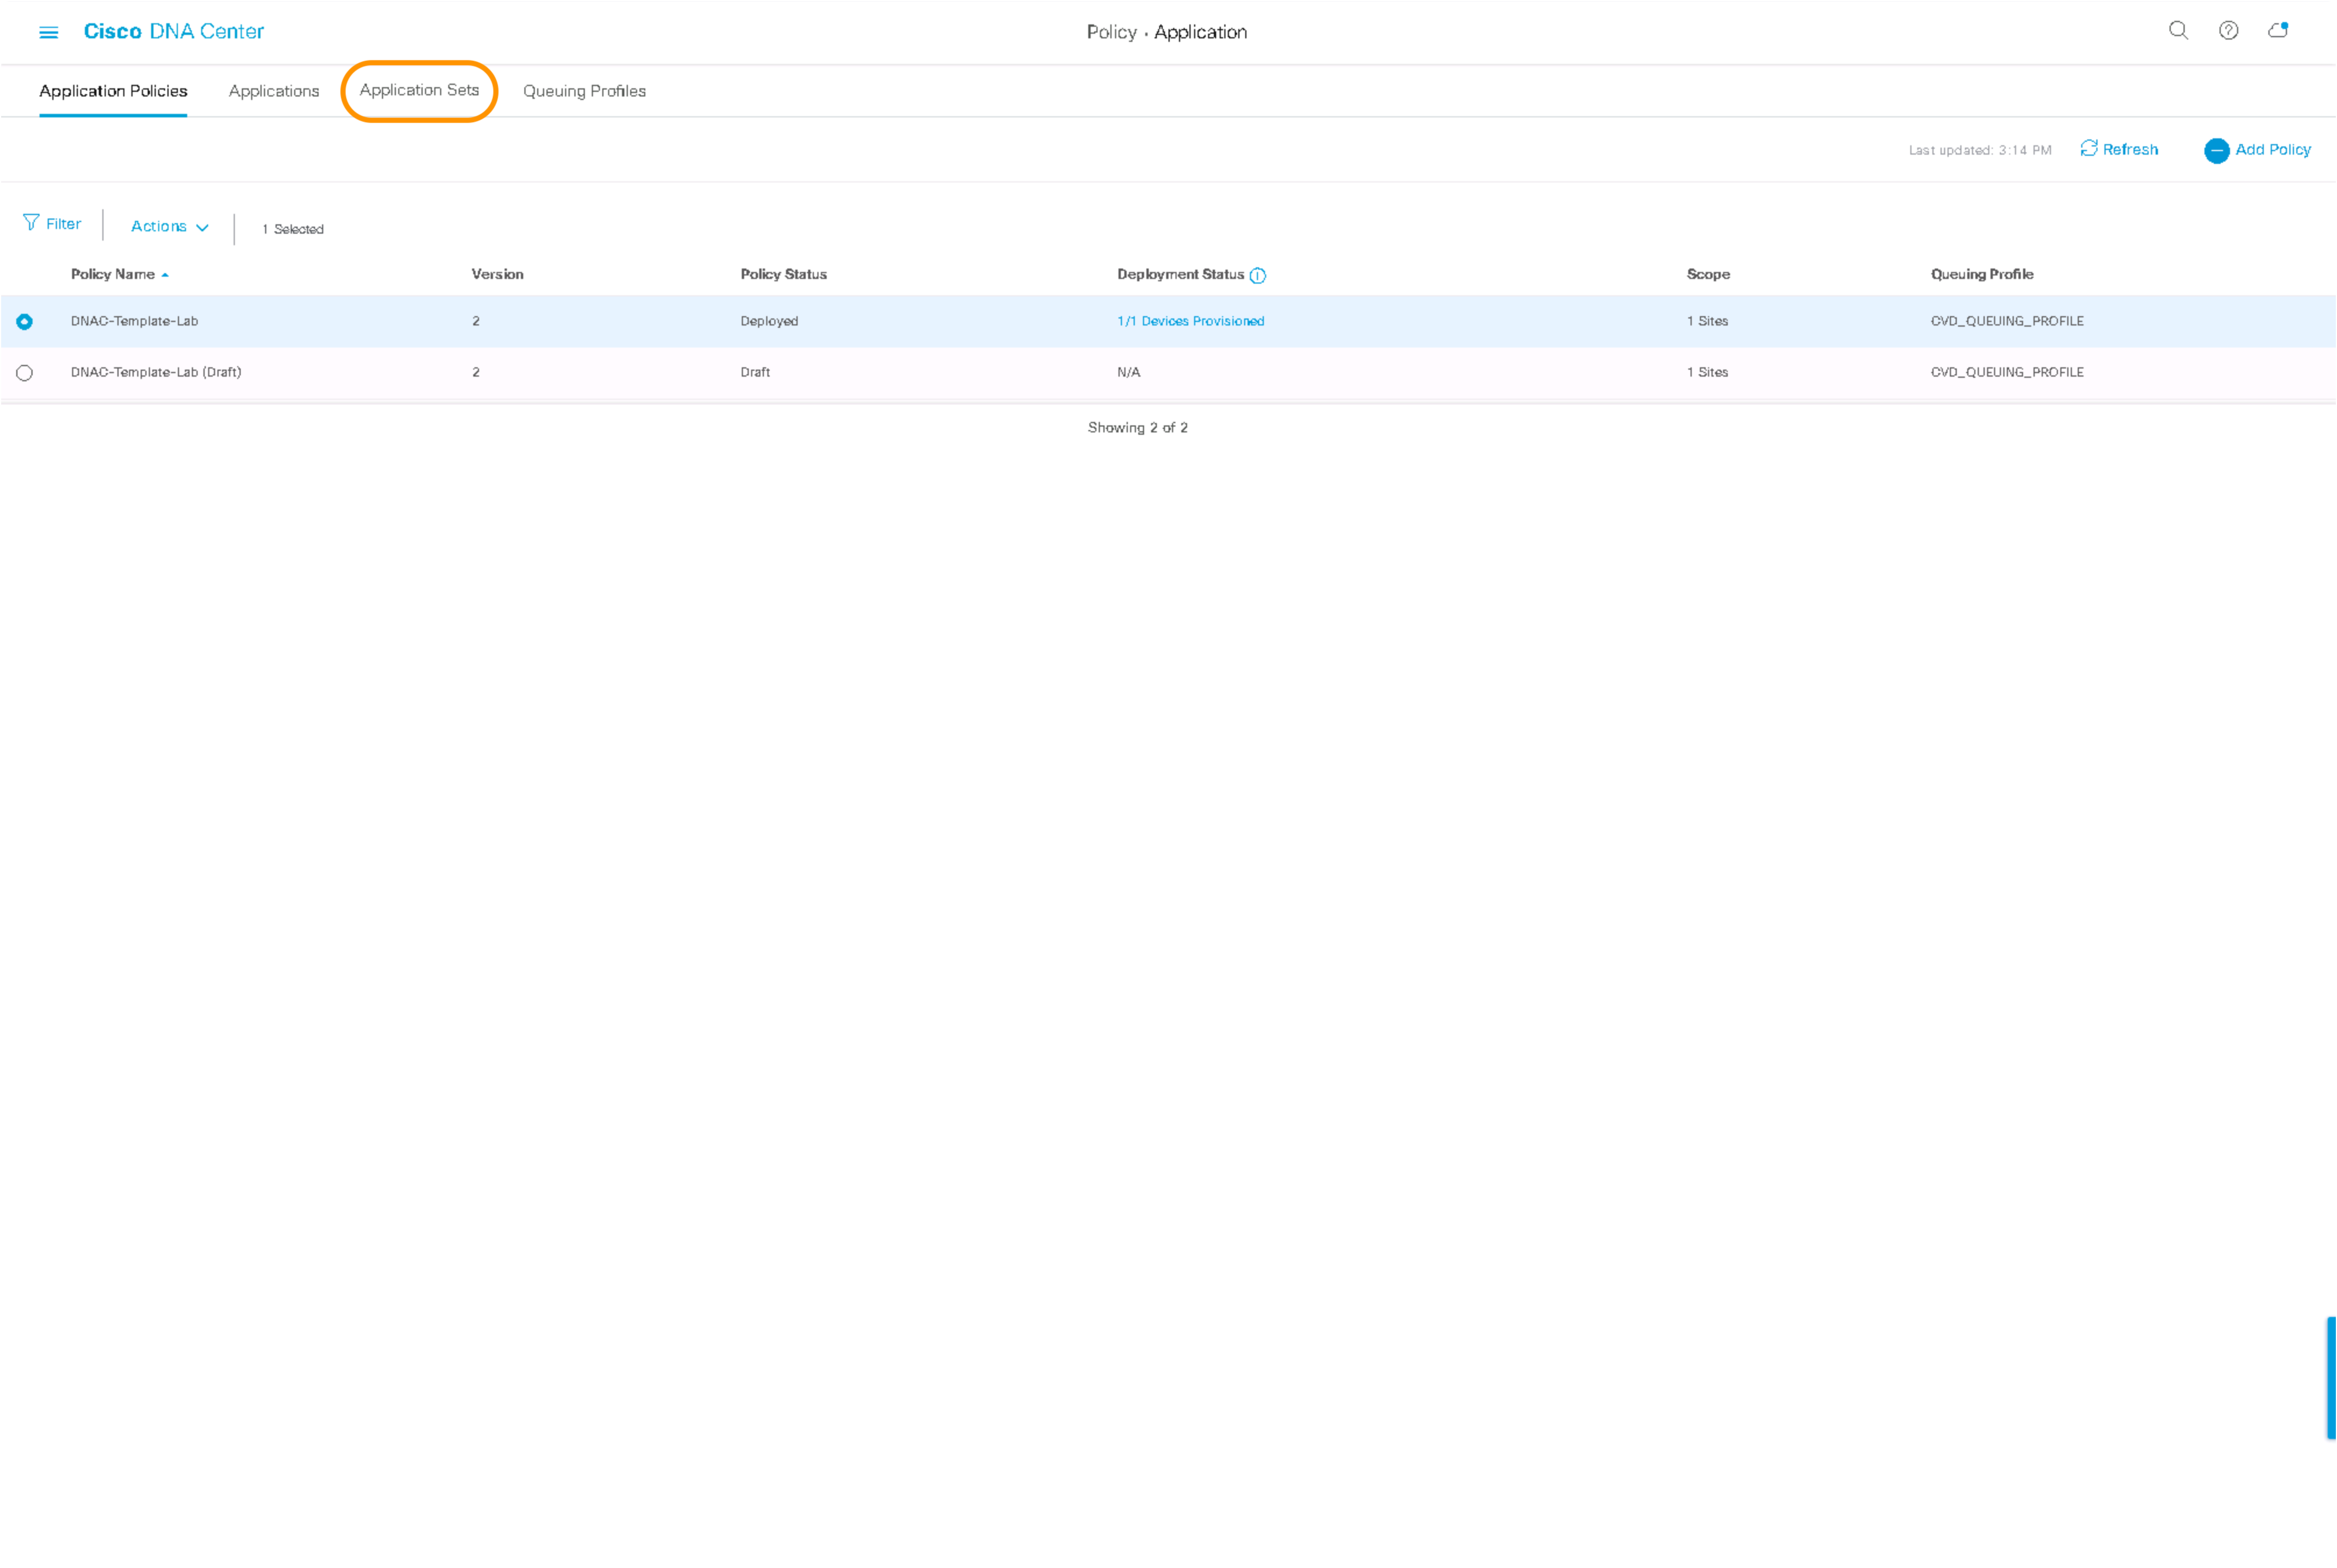 Cisco DNA Center
Policy · Application
Application Policies Applications Application Sets Queuing Profiles
Last updated: 3:14 PM Refresh Add Policy
Filter Actions 1 Selected
Policy Name Version Policy Status Deployment Status Scope Queuing Profile
DNAC-Template-Lab 2 Deployed 1/1 Devices Provisioned 1 Sites CVD_QUEUING_PROFILE
DNAC-Template-Lab (Draft) 2 Draft N/A 1 Sites CVD_QUEUING_PROFILE
Showing 2 of 2